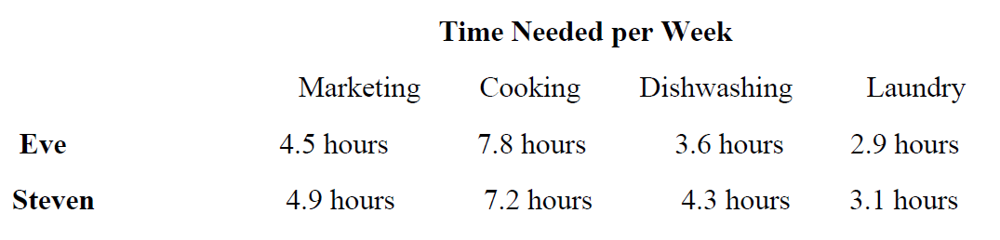 Time Needed per Week
Marketing Cooking Dishwashing Laundry
Eve 4.5 hours 7.8 hours 3.6 hours 2.9 hours
Steven 4.9 hours 7.2 hours 4.3 hours 3.1 hours